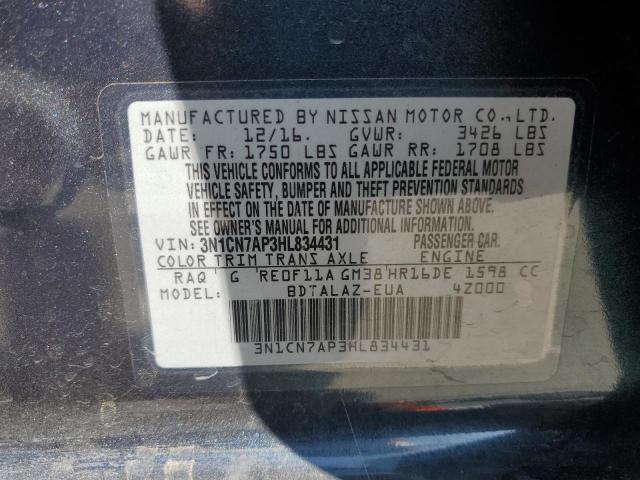 MANUFACTURED BY NISSAN MOTOR CO., LTD.
DATE: 12/16. GVWR: 3426 LBS
GAWR FR: 1750 LBS GAWR RR: 1708 LBS
THIS VEHICLE CONFORMS TO ALL APPLICABLE FEDERAL MOTOR
VEHICLE SAFETY, BUMPER AND THEFT PREVENTION STANDARDS
IN EFFECT ON THE DATE OF MANUFACTURE SHOWN ABOVE.
SEE OWNER'S MANUAL FOR ADDITIONAL INFORMATION.
VIN: 3N1CN7AP3HL834431 PASSENGER CAR.
COLOR TRIM TRANS AXLE ENGINE
RAQ G RE0F11A GM38 HR16DE 1598 CC
MODEL: BDTALAZ-EUA 4Z000
3N1CN7AP3HL834431